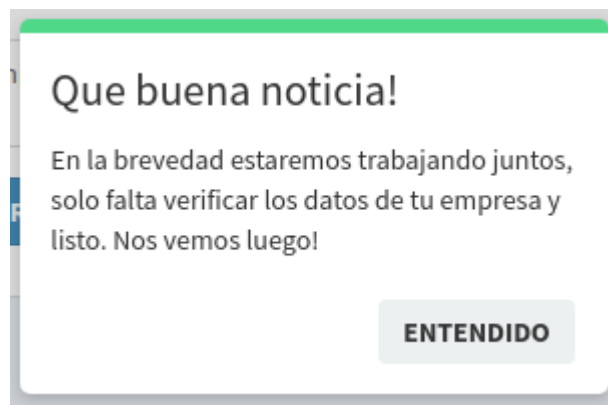 Que buena noticia!
En la brevedad estaremos trabajando juntos,
solo falta verificar los datos de tu empresa y
listo. Nos vemos luego!
ENTENDIDO